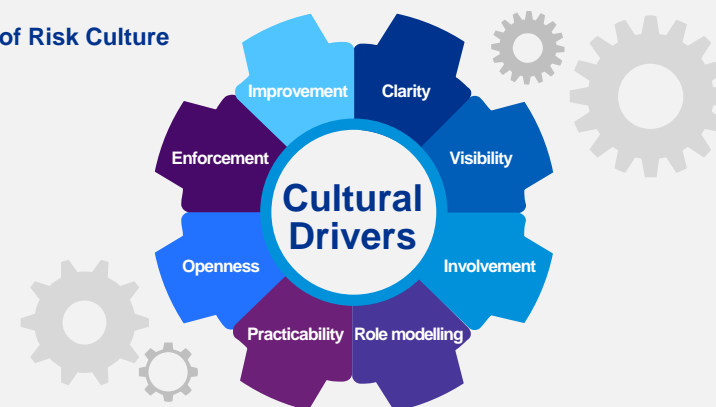 of Risk Culture
Improvement
Clarity
Enforcement
Visibility
Cultural
Drivers
Openness
Involvement
Practicability
Role modelling